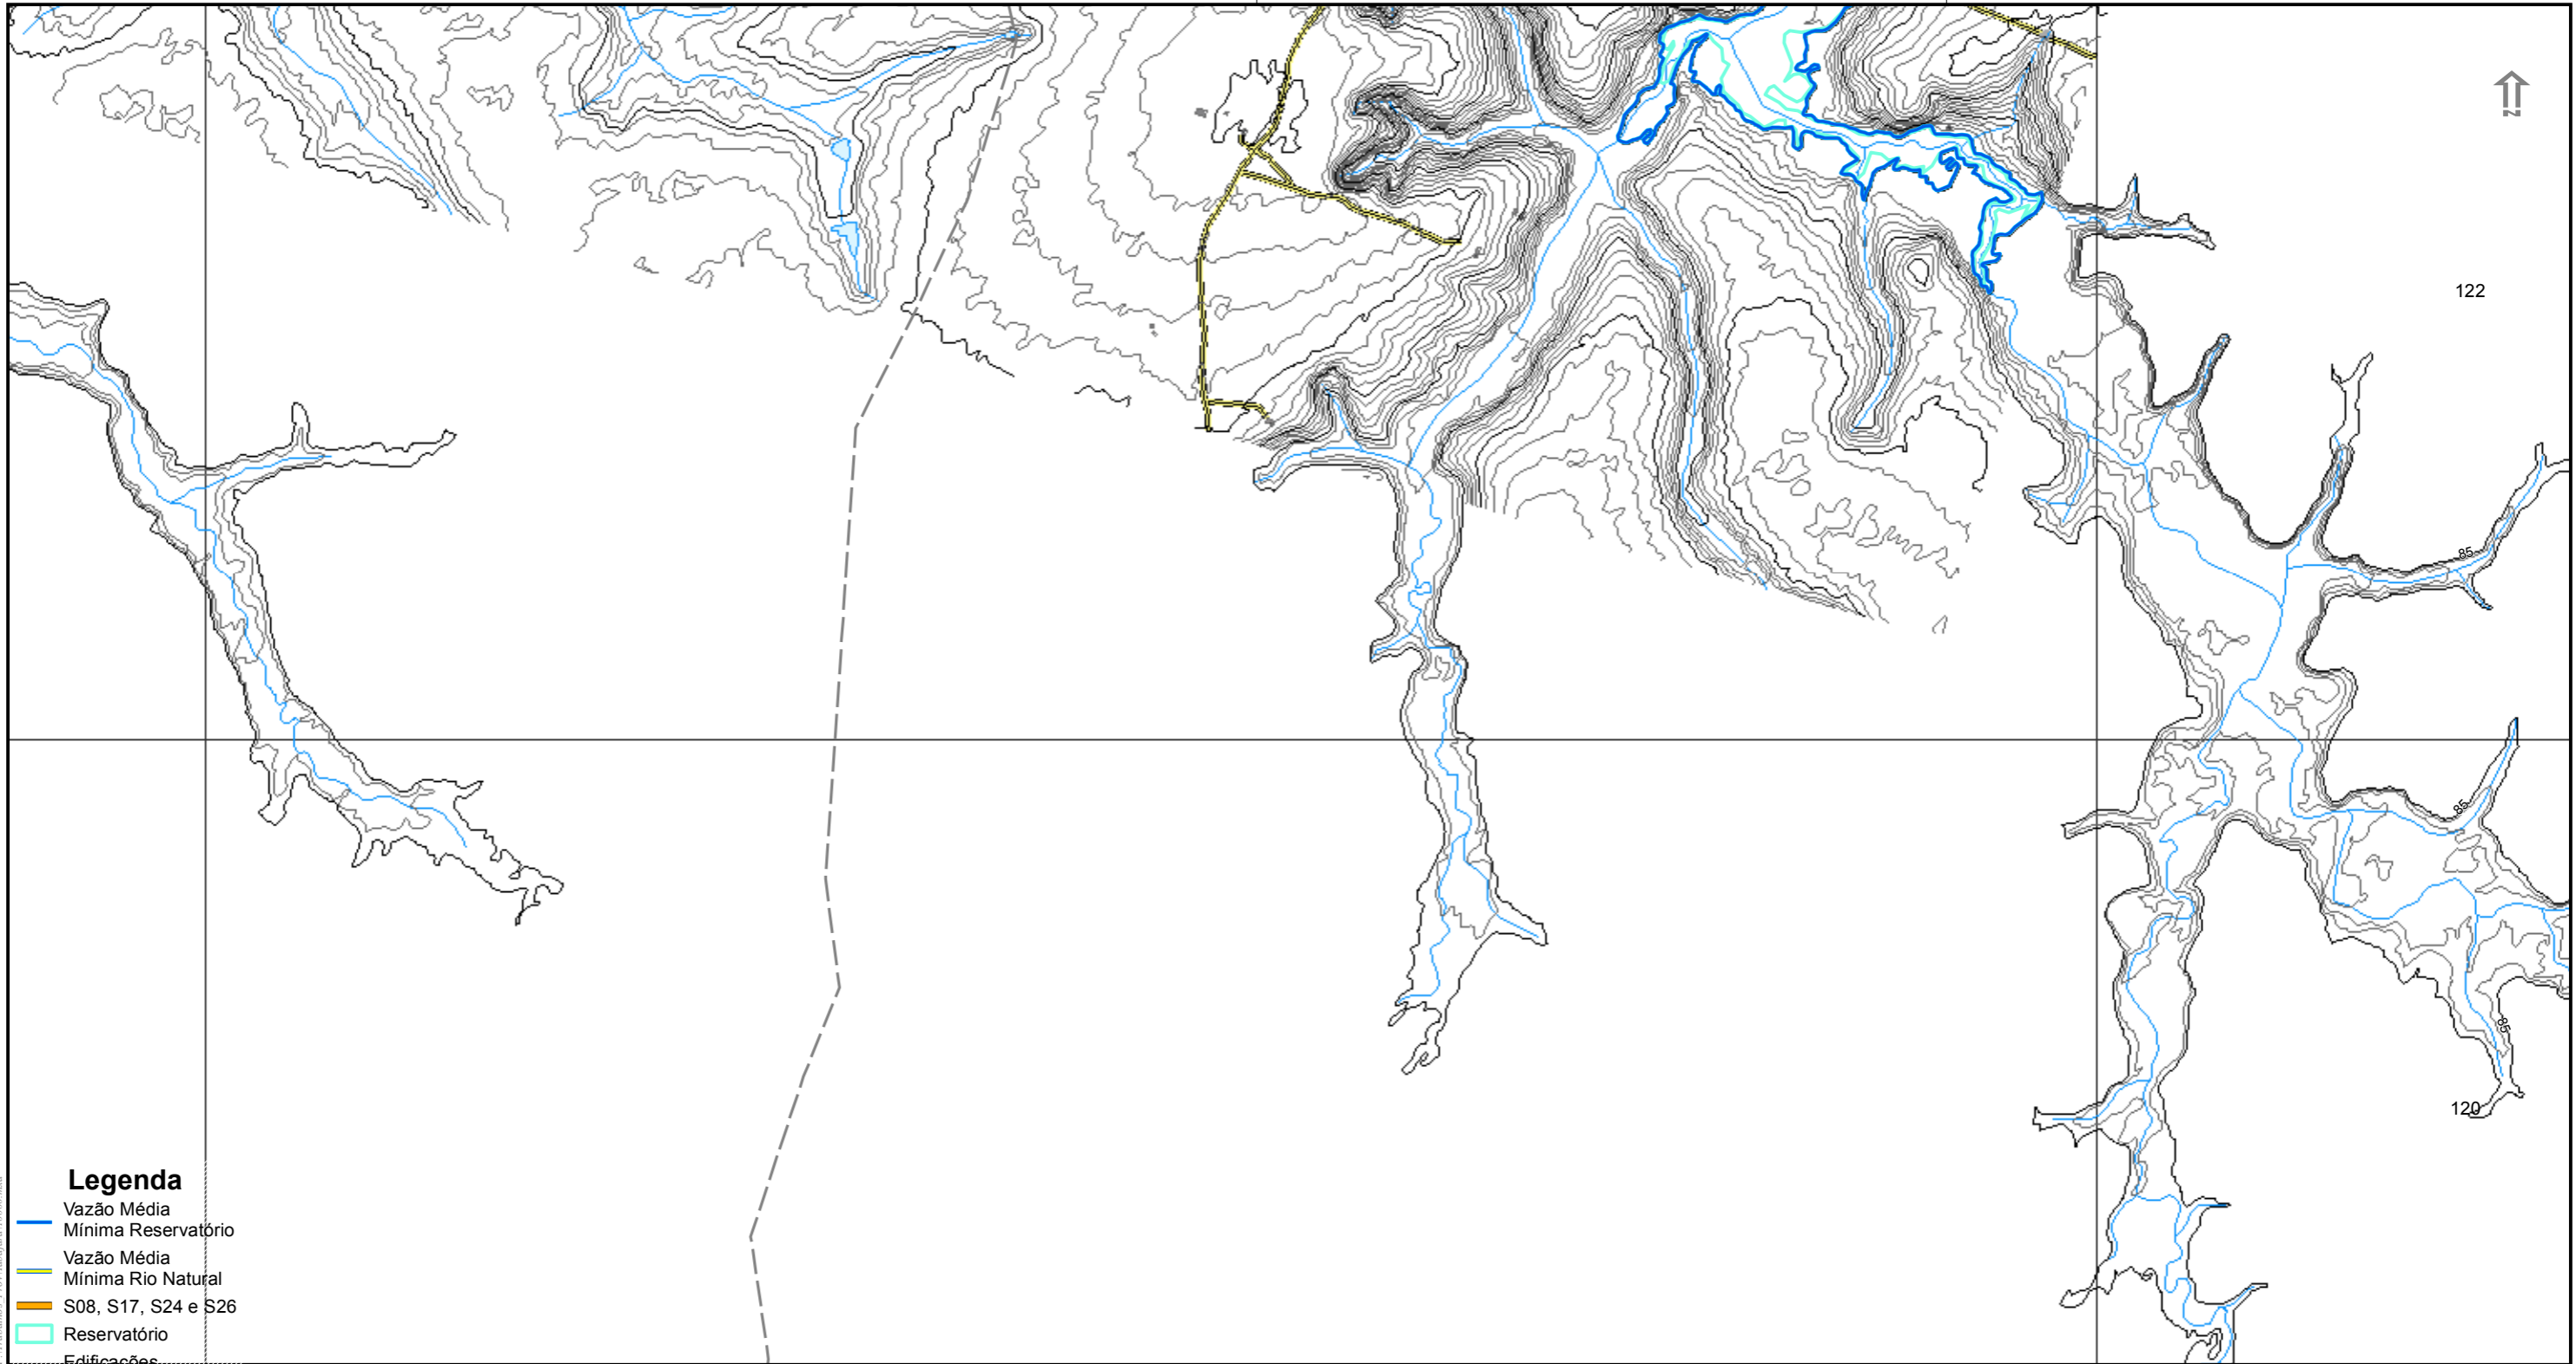 N
122
85
85
85
120
Legenda
Vazão Média
Mínima Reservatório
Vazão Média
Mínima Rio Natural
S08, S17, S24 e S26
Reservatório
Edificações